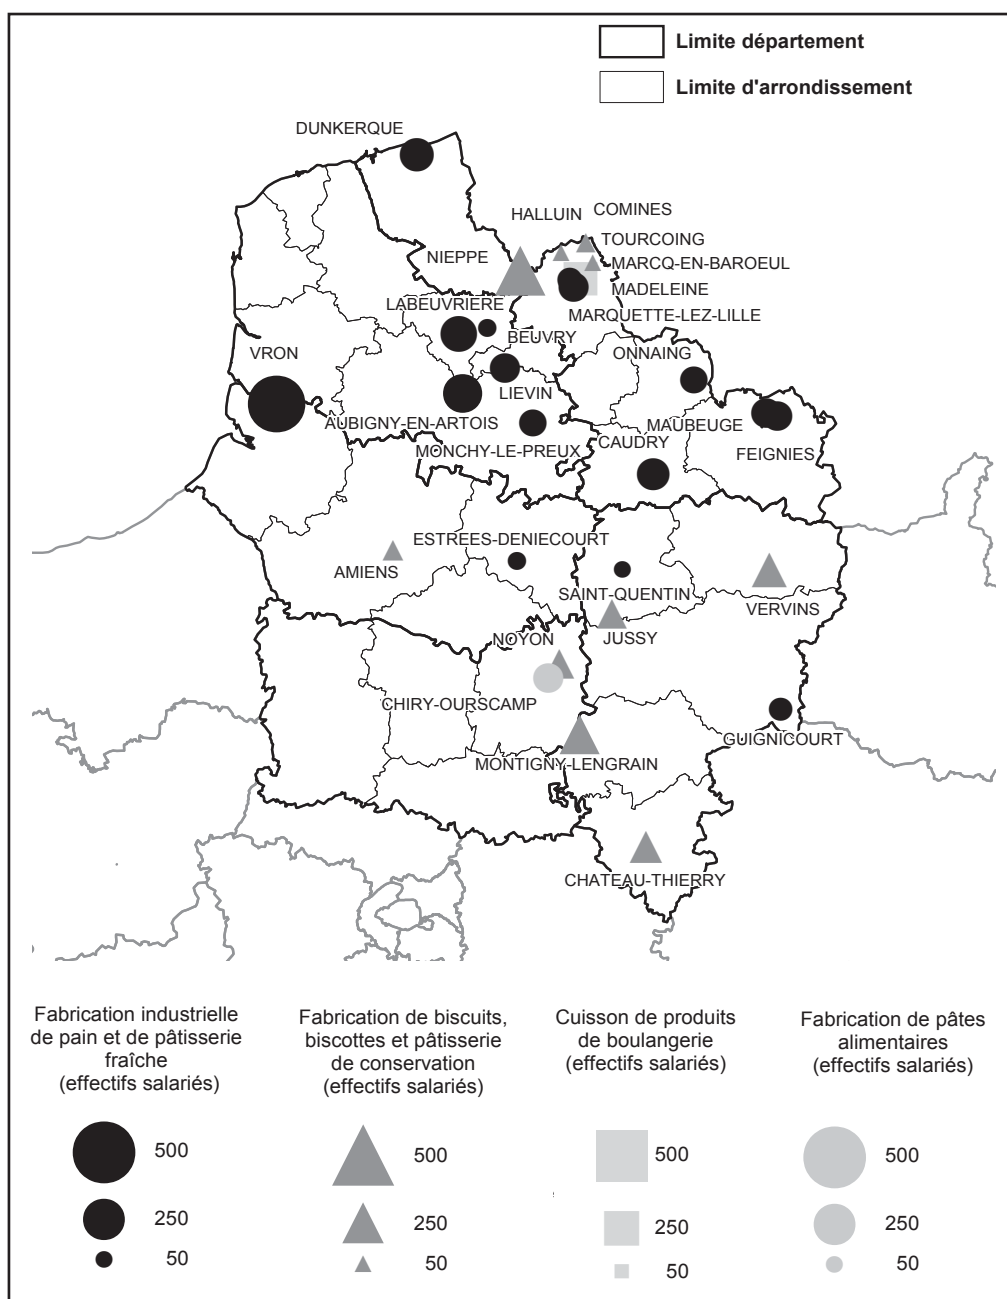 Limite département
Limite d'arrondissement
DUNKERQUE
HALLUIN
COMINES
TOURCOING
NIEPPE
MARCQ-EN-BAROEUL
MADELEINE
LABEUVRIERE
MARQUETTE-LEZ-LILLE
BEUVRY
VRON
ONNAING
LIEVIN
AUBIGNY-EN-ARTOIS
MAUBEUGE
MONCHY-LE-PREUX
CAUDRY
FEIGNIES
ESTREES-DENIECOURT
AMIENS
SAINT-QUENTIN
VERVINS
NOYON
JUSSY
CHIRY-OURSCAMP
GUIGNICOURT
MONTIGNY-LENGRAIN
CHATEAU-THIERRY
Fabrication industrielle
de pain et de pâtisserie
fraîche
(effectifs salariés)
500
250
50
Fabrication de biscuits,
biscottes et pâtisserie
de conservation
(effectifs salariés)
500
250
50
Cuisson de produits
de boulangerie
(effectifs salariés)
500
250
50
Fabrication de pâtes
alimentaires
(effectifs salariés)
500
250
50